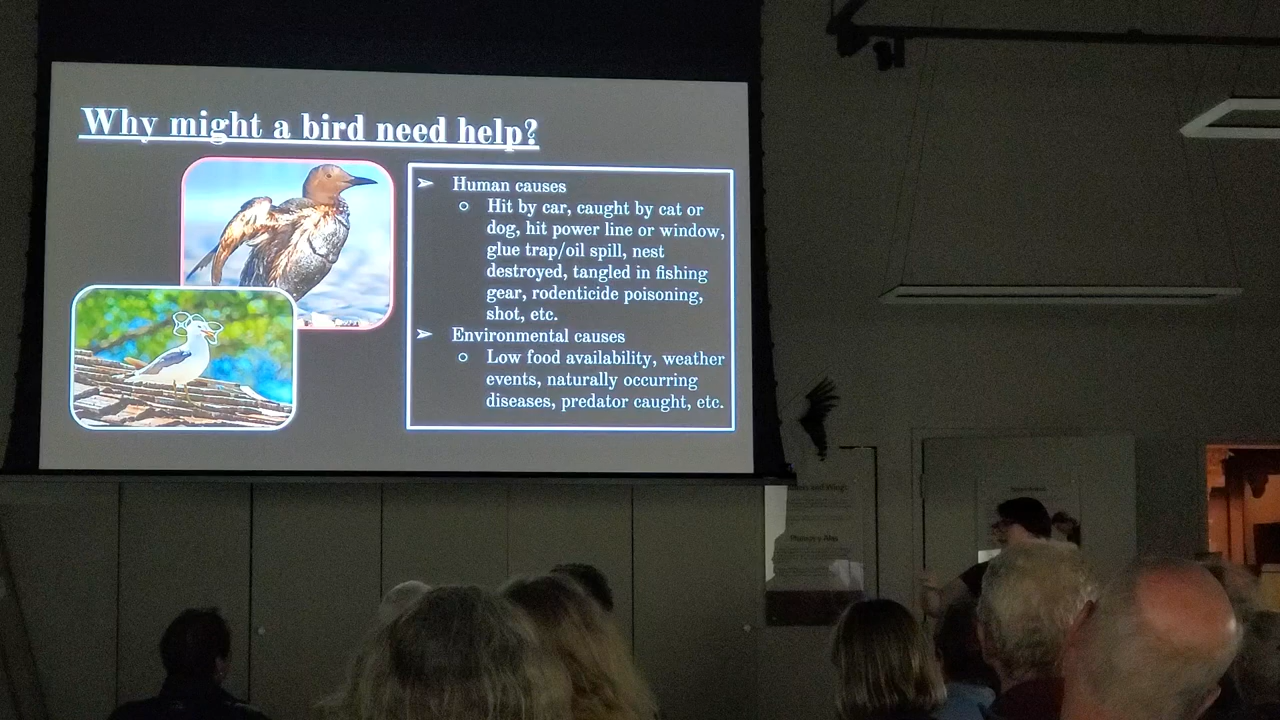 Why might a bird need help?
➤ Human causes
○ Hit by car, caught by cat or
dog, hit power line or window,
glue trap/oil spill, nest
destroyed, tangled in fishing
gear, rodenticide poisoning,
shot, etc.
➤ Environmental causes
○ Low food availability, weather
events, naturally occurring
diseases, predator caught, etc.